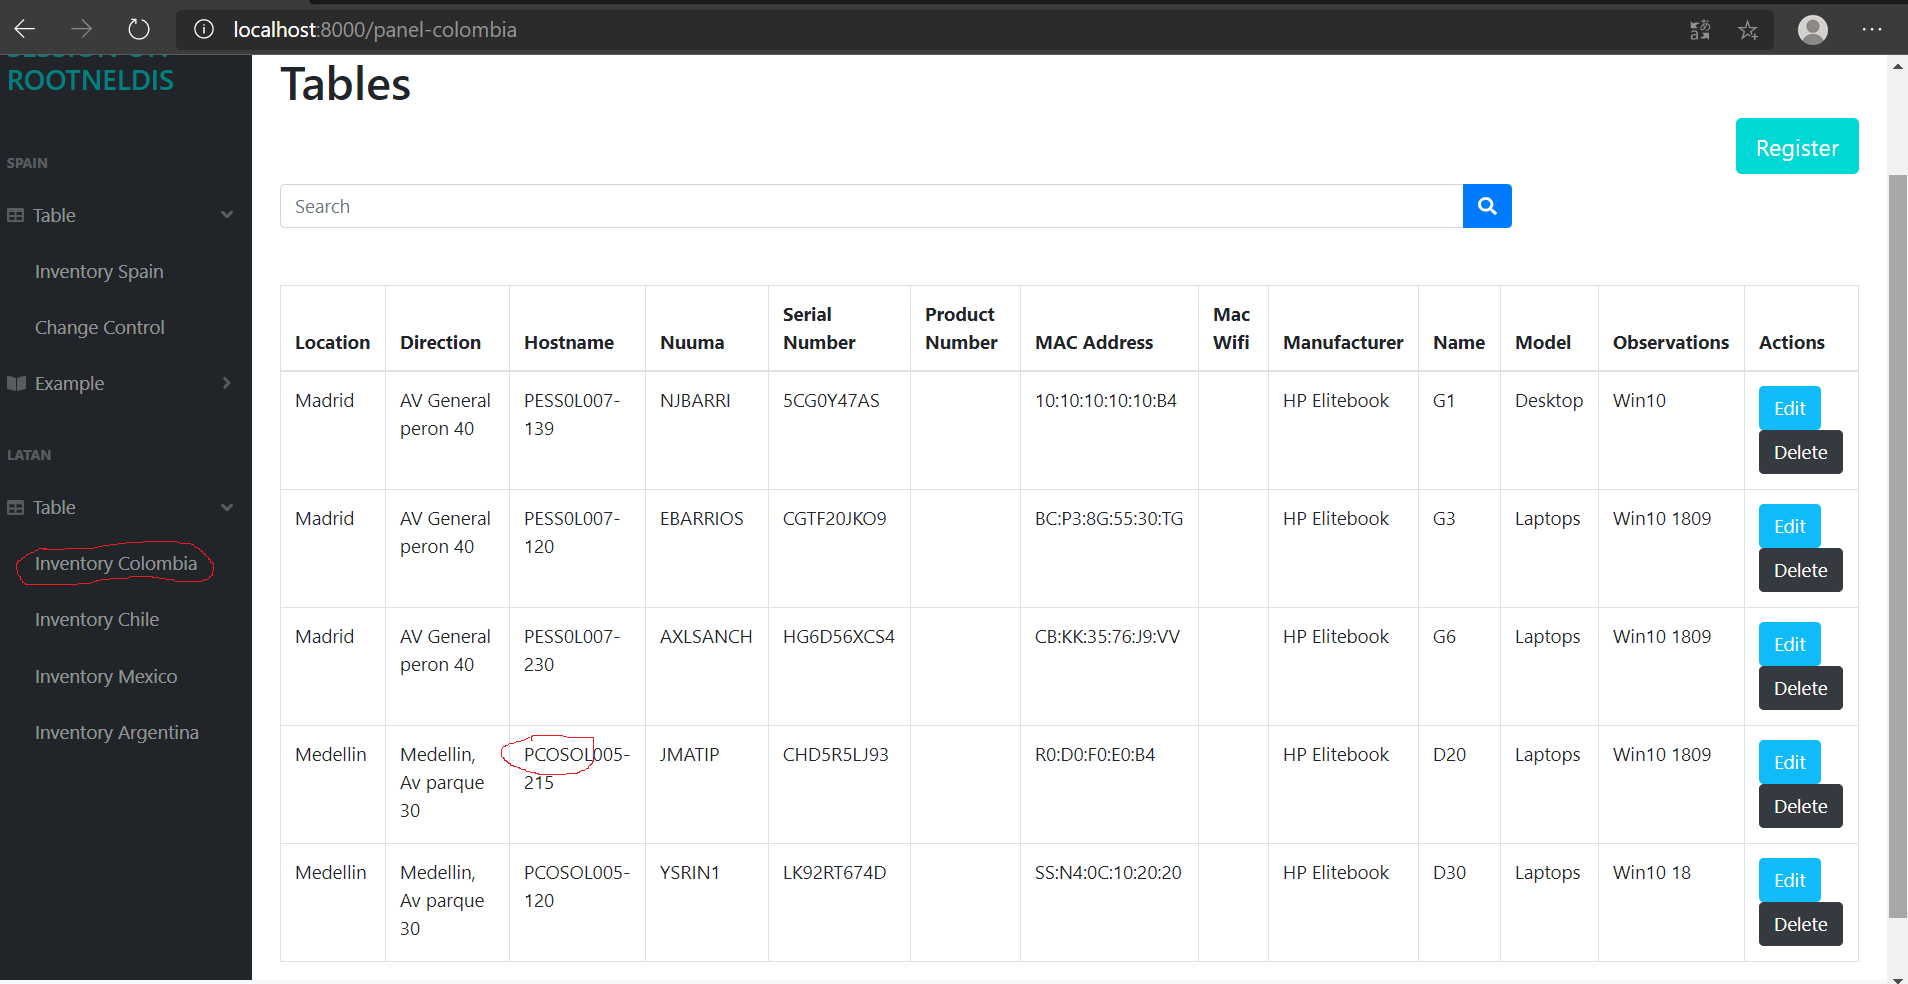 localhost:8000/panel-colombia
ROOTNELDIS
SPAIN
Table
Inventory Spain
Change Control
Example
LATAN
Table
Inventory Colombia
Inventory Chile
Inventory Mexico
Inventory Argentina
Tables
Register
Search
Location Direction Hostname Nuuma Serial Number Product Number MAC Address Mac Wifi Manufacturer Name Model Observations Actions
Madrid AV General PESS0L007- NJBARRI 5CG0Y47AS 10:10:10:10:10:B4 HP Elitebook G1 Desktop Win10 Edit
peron 40 139 Delete
Madrid AV General PESS0L007- EBARRIOS CGTF20JKO9 BC:P3:8G:55:30:TG HP Elitebook G3 Laptops Win10 1809 Edit
peron 40 120 Delete
Madrid AV General PESS0L007- AXLSANCH HG6D56XCS4 CB:KK:35:76:J9:VV HP Elitebook G6 Laptops Win10 1809 Edit
peron 40 230 Delete
Medellin Medellin, PCOSOL005- JMATIP CHD5R5LJ93 R0:D0:F0:E0:B4 HP Elitebook D20 Laptops Win10 1809 Edit
Av parque 215 Delete
30
Medellin Medellin, PCOSOL005- YSRIN1 LK92RT674D SS:N4:0C:10:20:20 HP Elitebook D30 Laptops Win10 18 Edit
Av parque 120 Delete
30